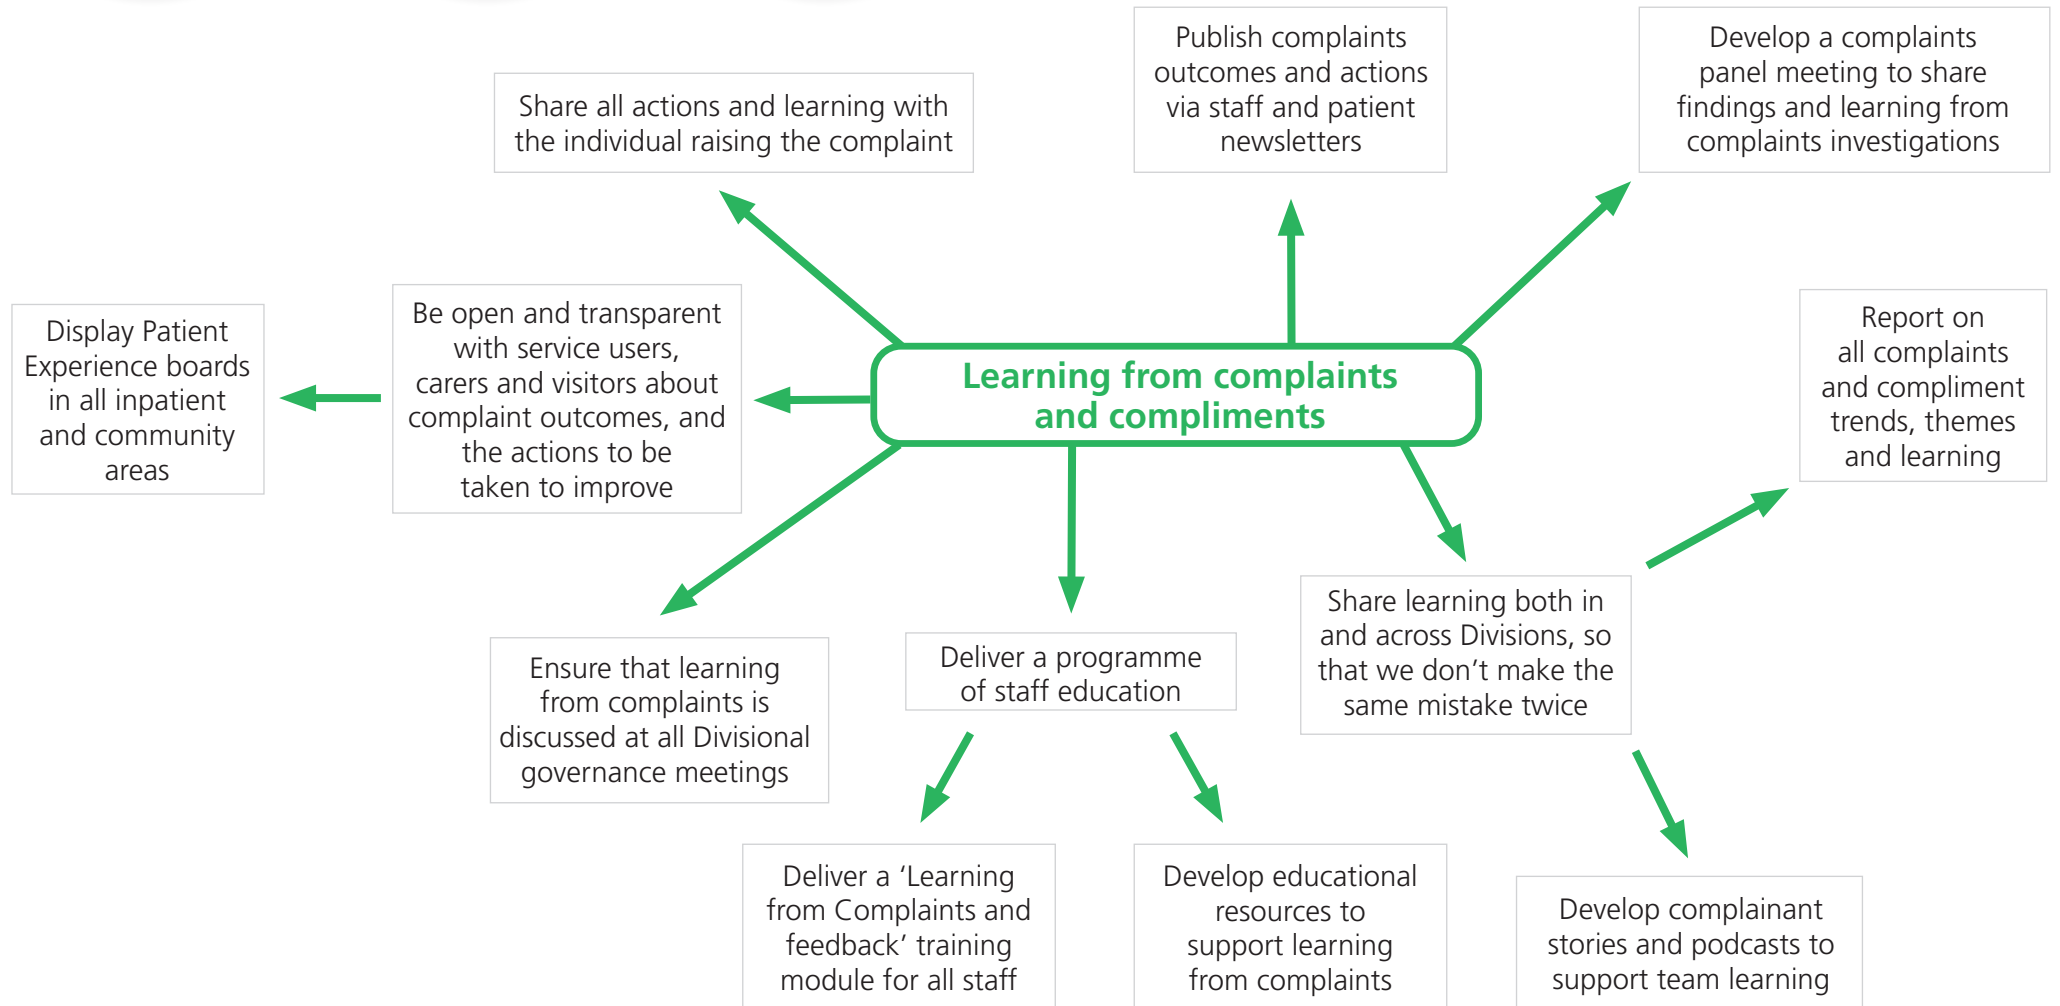 Publish complaints
outcomes and actions
via staff and patient
newsletters
Develop a complaints
panel meeting to share
findings and learning from
complaints investigations
Share all actions and learning with
the individual raising the complaint
Display Patient
Experience boards
in all inpatient
and community
areas
Be open and transparent
with service users,
carers and visitors about
complaint outcomes, and
the actions to be
taken to improve
Learning from complaints
and compliments
Report on
all complaints
and compliment
trends, themes
and learning
Ensure that learning
from complaints is
discussed at all Divisional
governance meetings
Deliver a programme
of staff education
Share learning both in
and across Divisions, so
that we don’t make the
same mistake twice
Deliver a ‘Learning
from Complaints and
feedback’ training
module for all staff
Develop educational
resources to
support learning
from complaints
Develop complainant
stories and podcasts to
support team learning